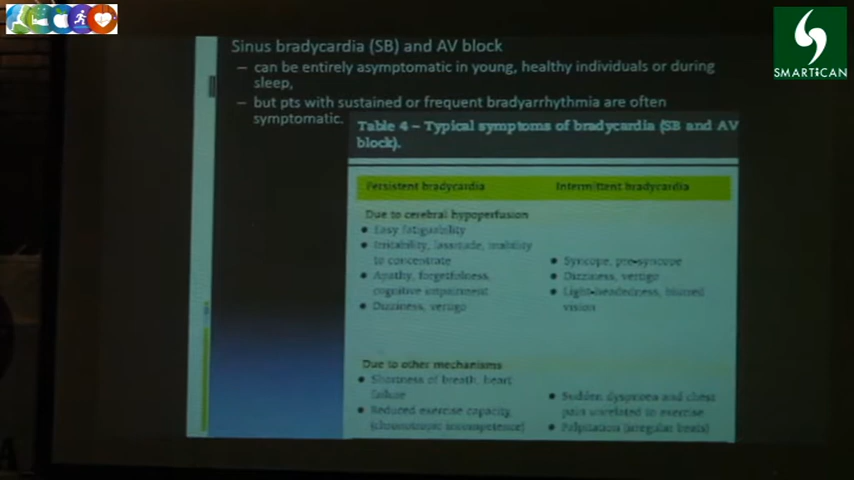 SMARTiCAN
Sinus bradycardia (SB) and AV block
– can be entirely asymptomatic in young, healthy individuals or during
sleep,
– but pts with sustained or frequent bradyarrhythmia are often
symptomatic.
Table 4 – Typical symptoms of bradycardia (SB and AV
block).
Persistent bradycardia
Intermittent bradycardia
Due to cerebral hypoperfusion
• Easy fatigability
• Irritability, lassitude, inability
to concentrate
• Apathy, forgetfulness,
cognitive impairment
• Dizziness, vertigo
• Syncope, pre-syncope
• Dizziness, vertigo
• Light-headedness, blurred
vision
Due to other mechanisms
• Shortness of breath, heart
failure
• Reduced exercise capacity
(chronotropic incompetence)
• Sudden dyspnoea and chest
pain unrelated to exercise
• Palpitation (irregular beats)